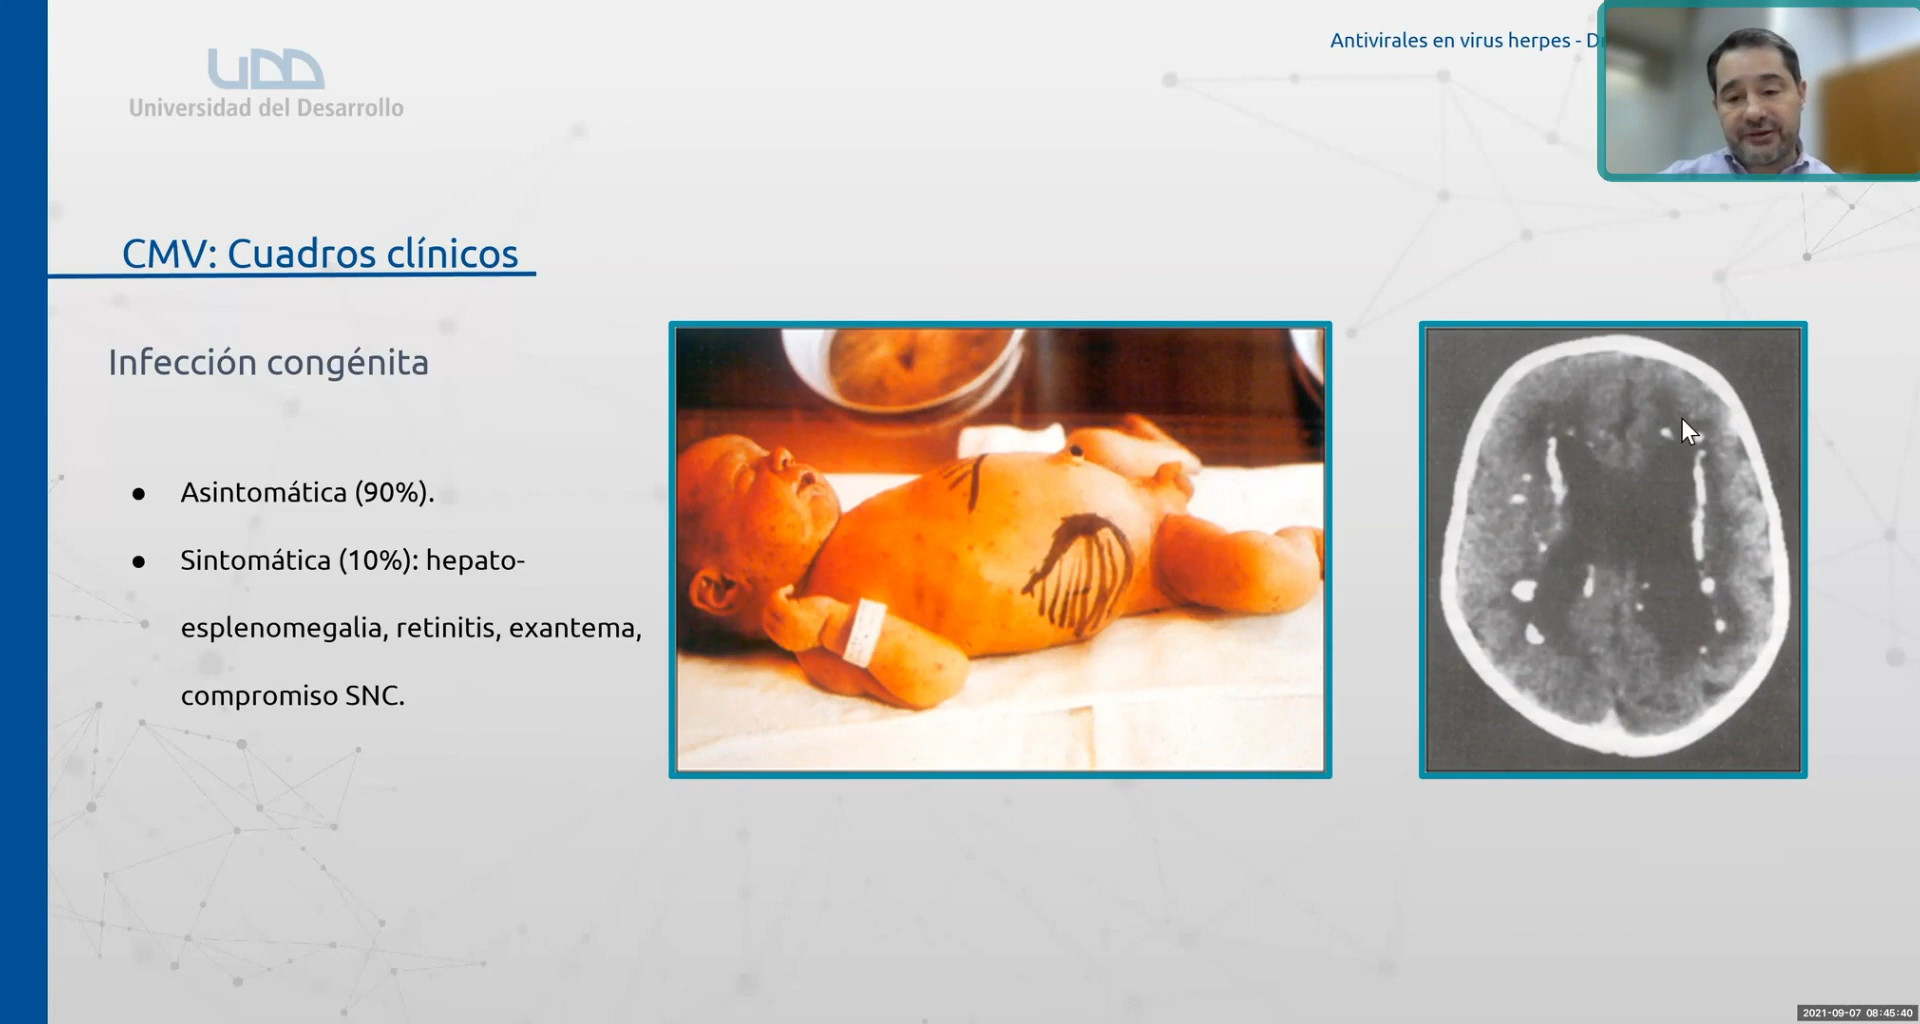 UDD
Universidad del Desarrollo
Antivirales en virus herpes -
CMV: Cuadros clínicos
Infección congénita
● Asintomática (90%).
● Sintomática (10%): hepato-
esplenomegalia, retinitis, exantema,
compromiso SNC.
2021-09-07 08:45:40